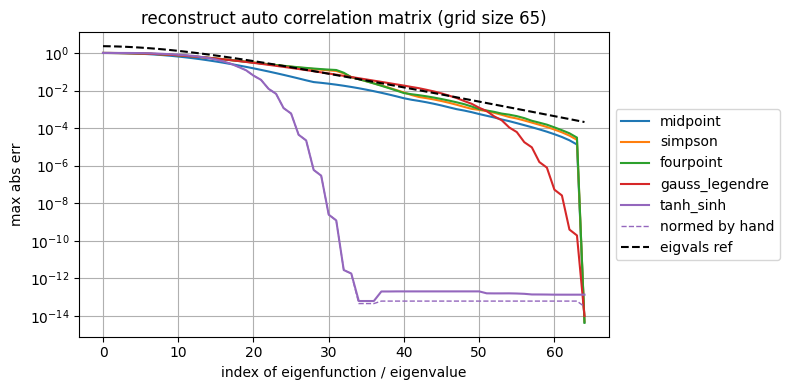 reconstruct auto correlation matrix (grid size 65)
max abs err
10^0
10^-2
10^-4
10^-6
10^-8
10^-10
10^-12
10^-14
0 10 20 30 40 50 60
index of eigenfunction / eigenvalue
midpoint
simpson
fourpoint
gauss_legendre
tanh_sinh
normed by hand
eigvals ref